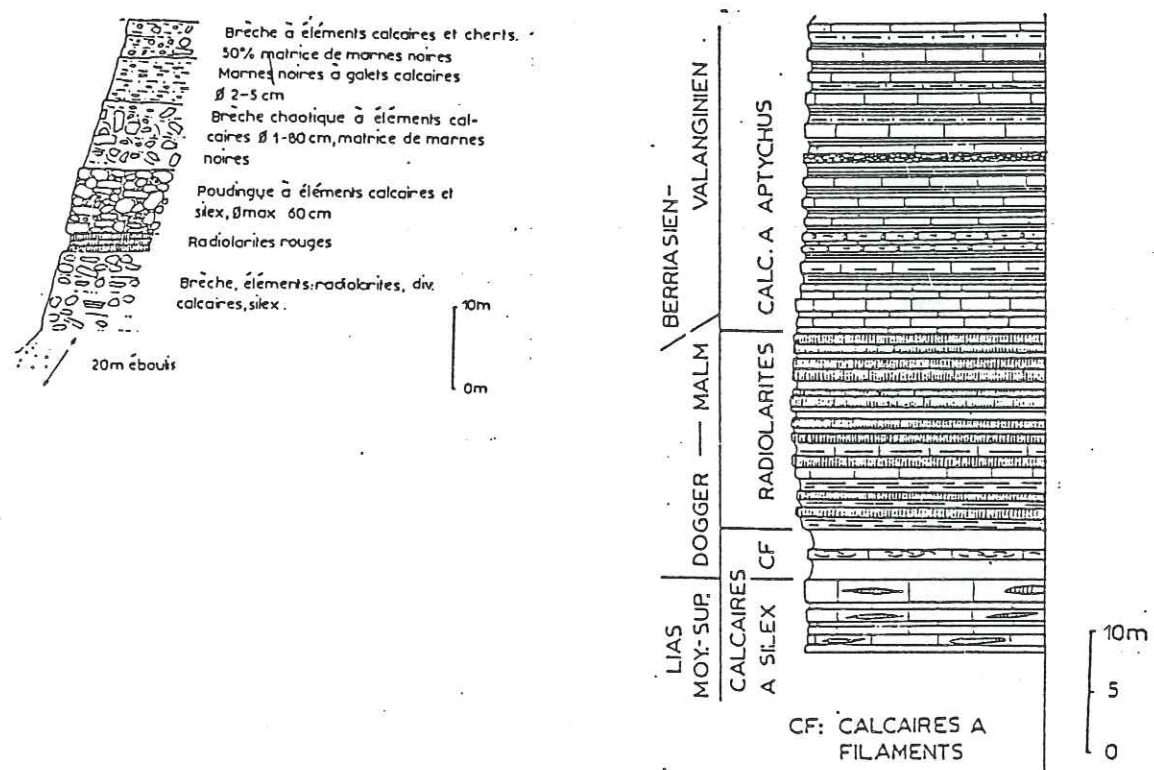 Brèche à éléments calcaires et cherts.
50% matrice de marnes noires
Marnes noires à galets calcaires
Ø 2-5 cm
Brèche chaotique à éléments cal-
caires Ø 1-80 cm, matrice de marnes
noires
Poudingue à éléments calcaires et
silex, Ømax 60 cm
Radiolarites rouges
Brèche, éléments: radiolarites, div.
calcaires, silex.
20m éboulis
10m
0m
BERRIASIEN-
VALANGINIEN
CALC. A APTYCHUS
DOGGER — MALM
RADIOLARITES
CF
LIAS
MOY.-SUP.
CALCAIRES
A SILEX
10m
5
0
CF: CALCAIRES A
FILAMENTS